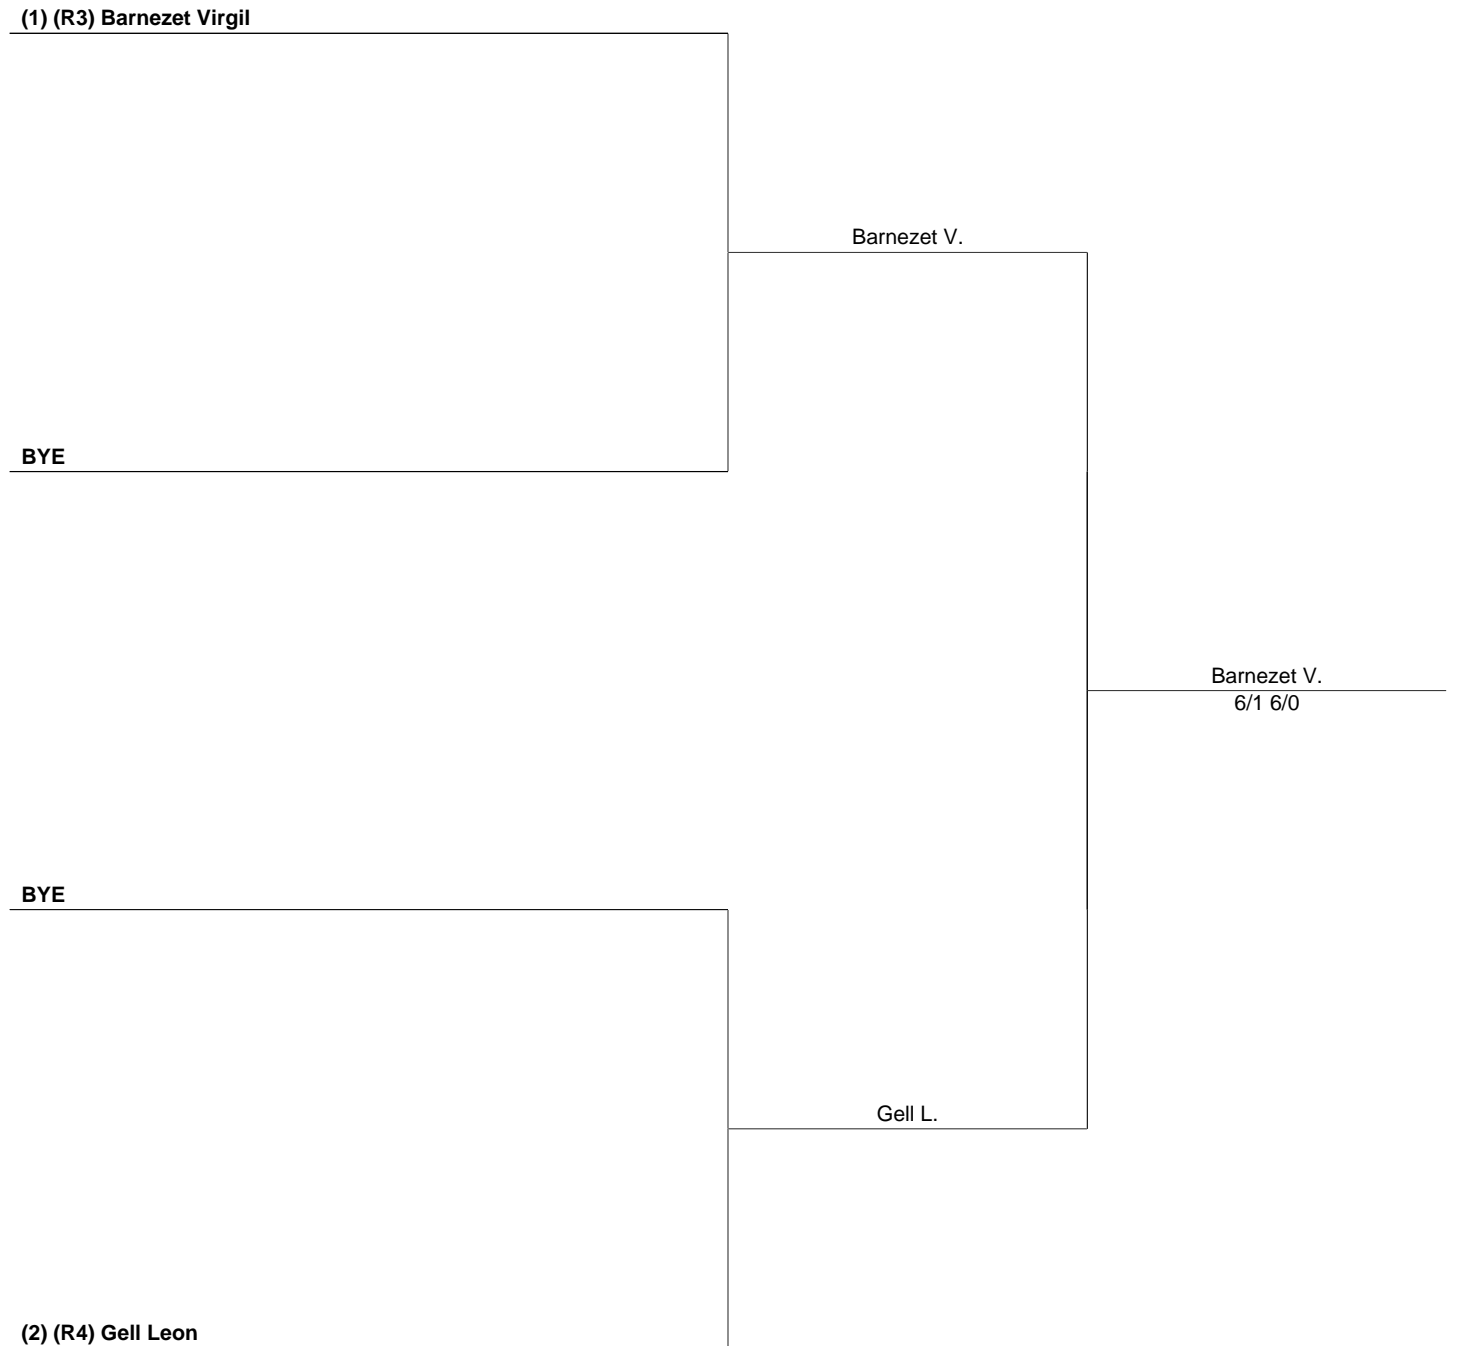 (1) (R3) Barnezet Virgil
Barnezet V.
BYE
Barnezet V.
6/1 6/0
BYE
Gell L.
(2) (R4) Gell Leon